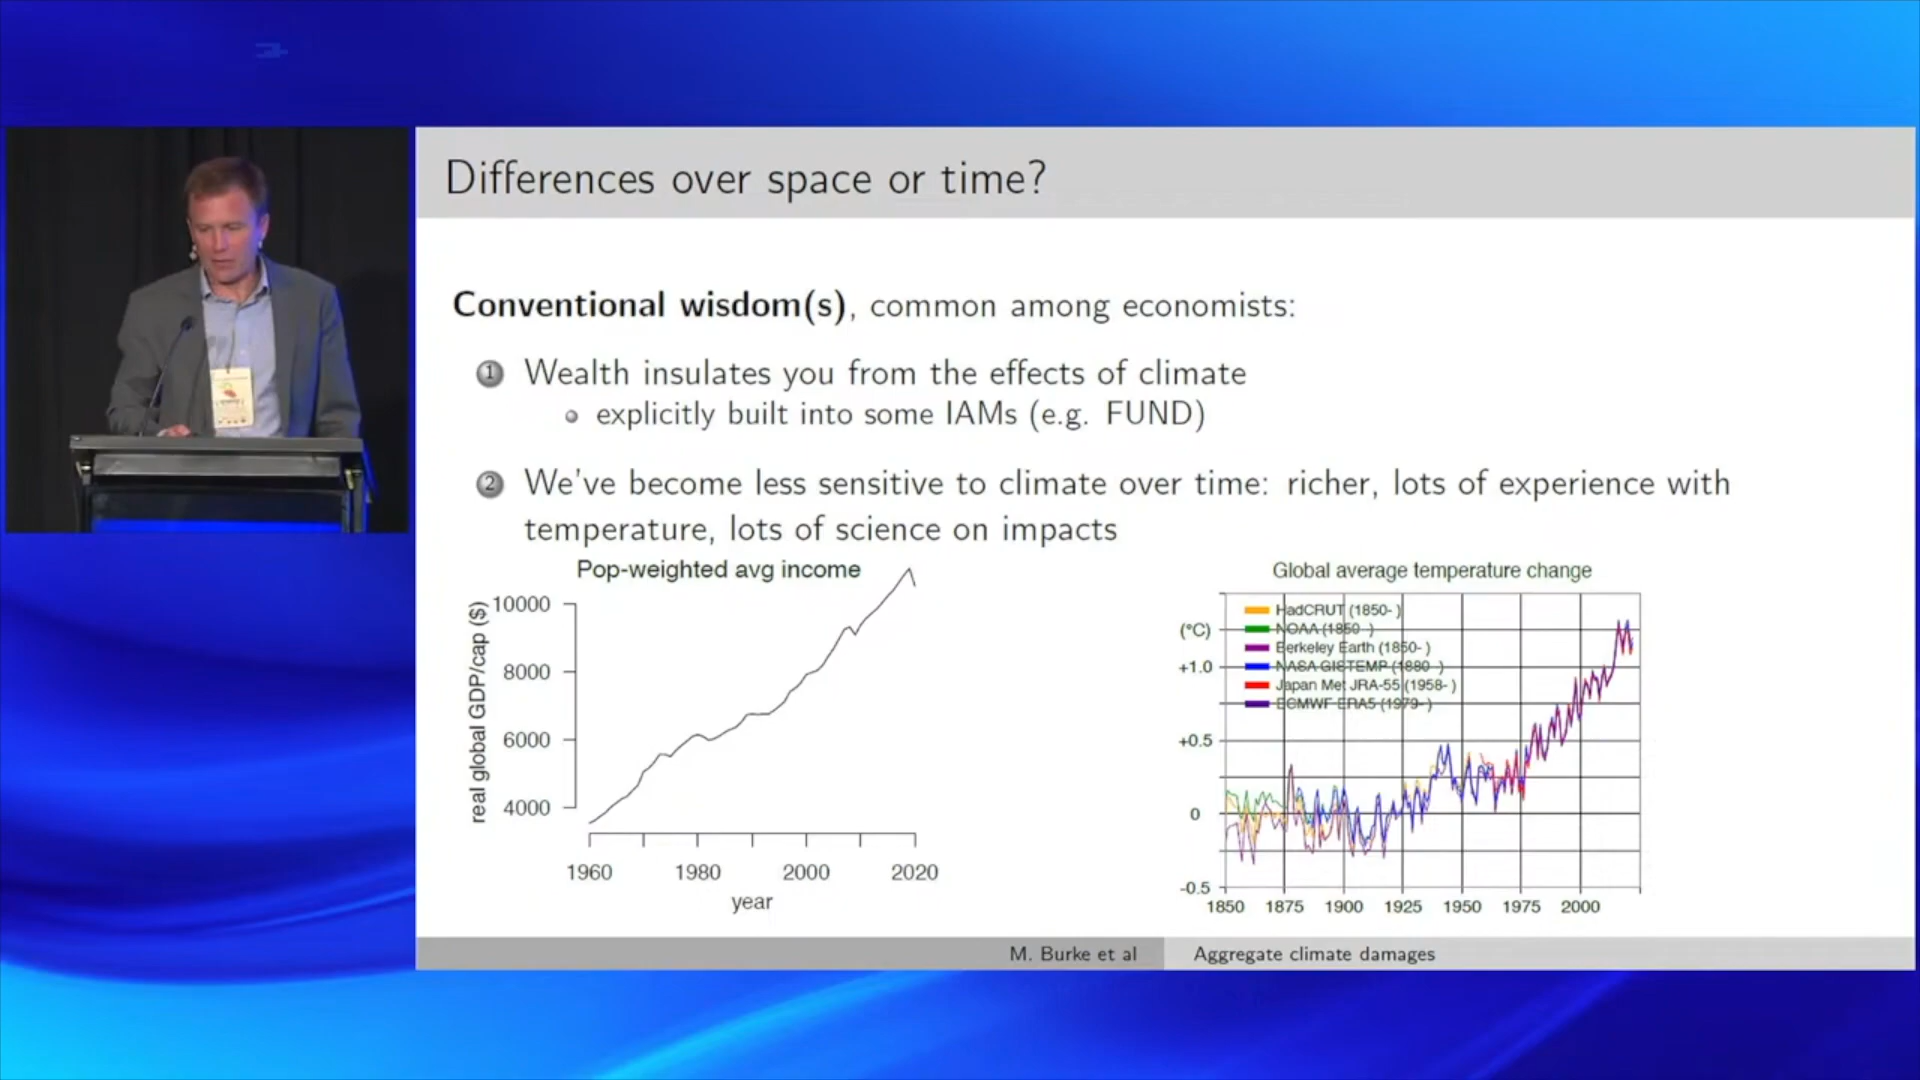 Differences over space or time?
Conventional wisdom(s), common among economists:
1 Wealth insulates you from the effects of climate
explicitly built into some IAMs (e.g. FUND)
2 We've become less sensitive to climate over time: richer, lots of experience with
temperature, lots of science on impacts
Pop-weighted avg income
real global GDP/cap ($)
10000
8000
6000
4000
1960 1980 2000 2020
year
Global average temperature change
(°C)
+1.0
+0.5
0
-0.5
HadCRUT (1850- )
NOAA (1850- )
Berkeley Earth (1850- )
NASA GISTEMP (1880- )
Japan Met JRA-55 (1958- )
ECMWF ERA5 (1979- )
1850 1875 1900 1925 1950 1975 2000
M. Burke et al Aggregate climate damages